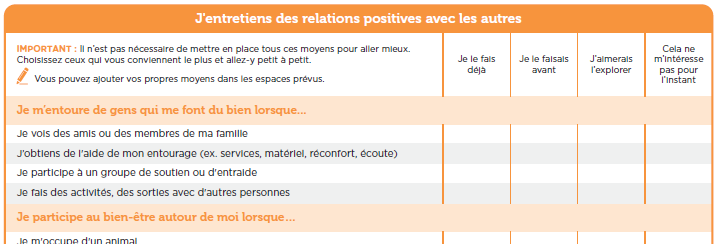 J'entretiens des relations positives avec les autres
IMPORTANT : Il n'est pas nécessaire de mettre en place tous ces moyens pour aller mieux.
Choisissez ceux qui vous conviennent le plus et allez-y petit à petit.
Vous pouvez ajouter vos propres moyens dans les espaces prévus.
Je le fais
déjà
Je le faisais
avant
J'aimerais
l'explorer
Cela ne
m'intéresse
pas pour
l'instant
Je m'entoure de gens qui me font du bien lorsque...
Je vois des amis ou des membres de ma famille
J'obtiens de l'aide de mon entourage (ex. services, matériel, réconfort, écoute)
Je participe à un groupe de soutien ou d'entraide
Je fais des activités, des sorties avec d'autres personnes
Je participe au bien-être autour de moi lorsque...
Je m'occupe d'un animal